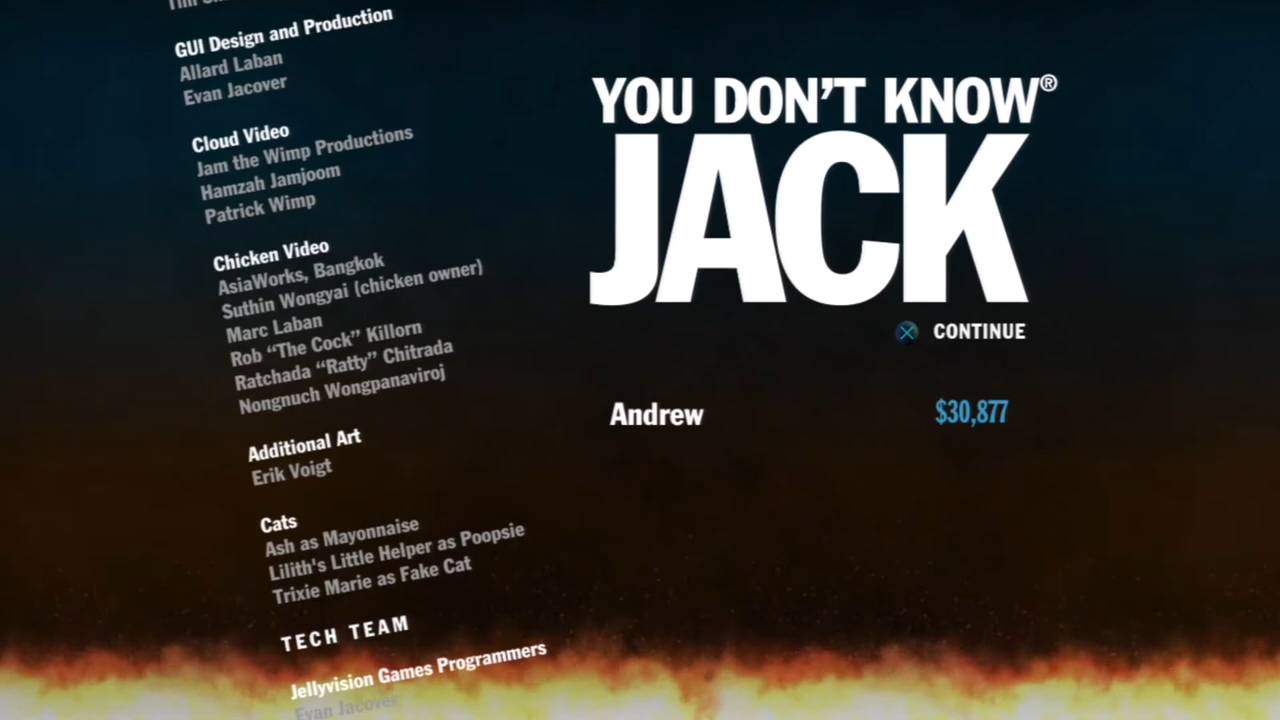 GUI Design and Production
Allard Laban
Evan Jacover
Cloud Video
Jam the Wimp Productions
Hamzah Jamjoom
Patrick Wimp
Chicken Video
AsiaWorks, Bangkok
Suthin Wongyai (chicken owner)
Marc Laban
Rob “The Cock” Killorn
Ratchada “Ratty” Chitrada
Nongnuch Wongpanaviroj
Additional Art
Erik Voigt
Cats
Ash as Mayonnaise
Lilith's Little Helper as Poopsie
Trixie Marie as Fake Cat
TECH TEAM
Jellyvision Games Programmers
Evan Jacover
YOU DON’T KNOW®
JACK
CONTINUE
Andrew $30,877